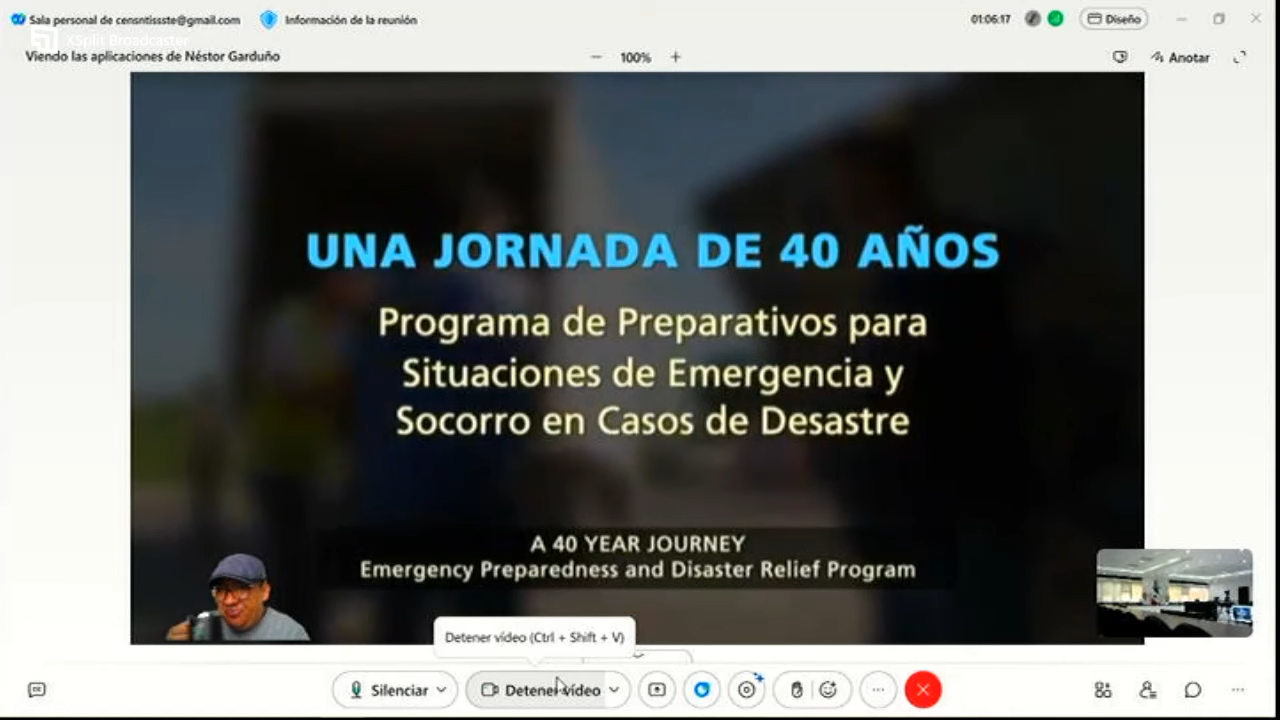 Sala personal de censntissste@gmail.com
Información de la reunión
01:06:17
Diseño
XSplit Broadcaster
Viendo las aplicaciones de Néstor Garduño
100%
Anotar
UNA JORNADA DE 40 AÑOS
Programa de Preparativos para
Situaciones de Emergencia y
Socorro en Casos de Desastre
A 40 YEAR JOURNEY
Emergency Preparedness and Disaster Relief Program
Detener vídeo (Ctrl + Shift + V)
Silenciar
Detener vídeo